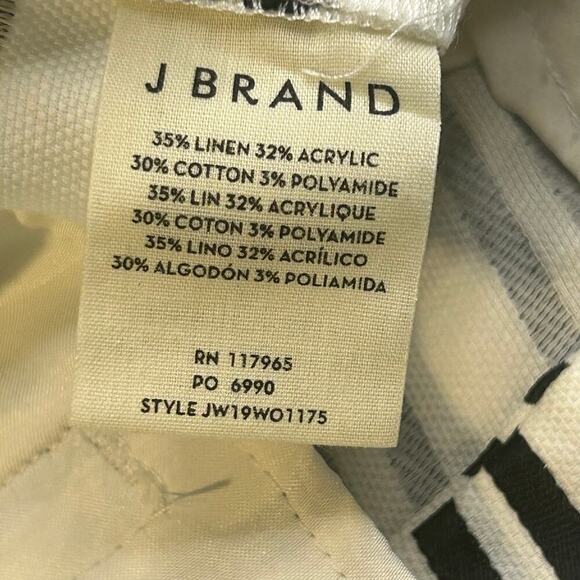 J BRAND
35% LINEN 32% ACRYLIC
30% COTTON 3% POLYAMIDE
35% LIN 32% ACRYLIQUE
30% COTON 3% POLYAMIDE
35% LINO 32% ACRÍLICO
30% ALGODÓN 3% POLIAMIDA
RN 117965
PO 6990
STYLE JW19WO1175